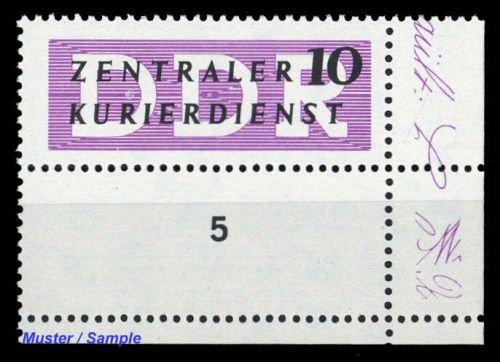 DDR
ZENTRALER 10
KURIERDIENST
5
Muster / Sample